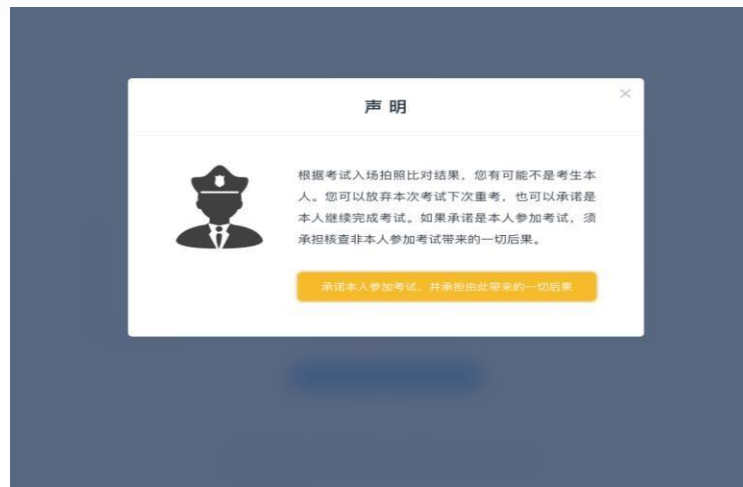 声 明
根据考试入场拍照比对结果，您有可能不是考生本
人。您可以放弃本次考试下次重考，也可以承诺是
本人继续完成考试。如果承诺是本人参加考试，须
承担核查非本人参加考试带来的一切后果。
承诺本人参加考试，并承担由此带来的一切后果